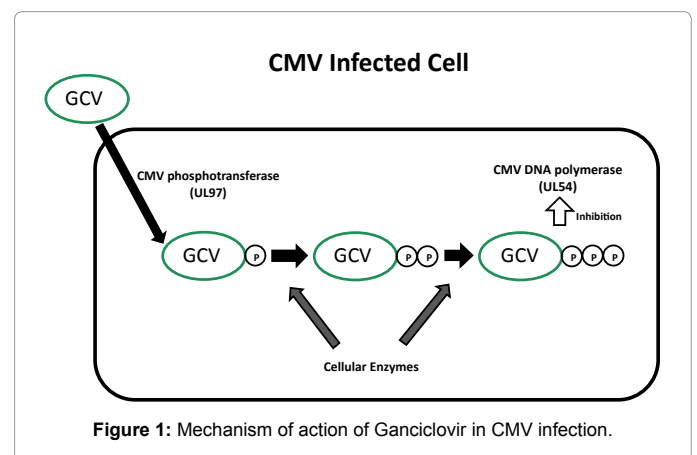 CMV Infected Cell
GCV
CMV phosphotransferase
(UL97)
CMV DNA polymerase
(UL54)
Inhibition
GCV P
GCV P P
GCV P P P
Cellular Enzymes
Figure 1: Mechanism of action of Ganciclovir in CMV infection.